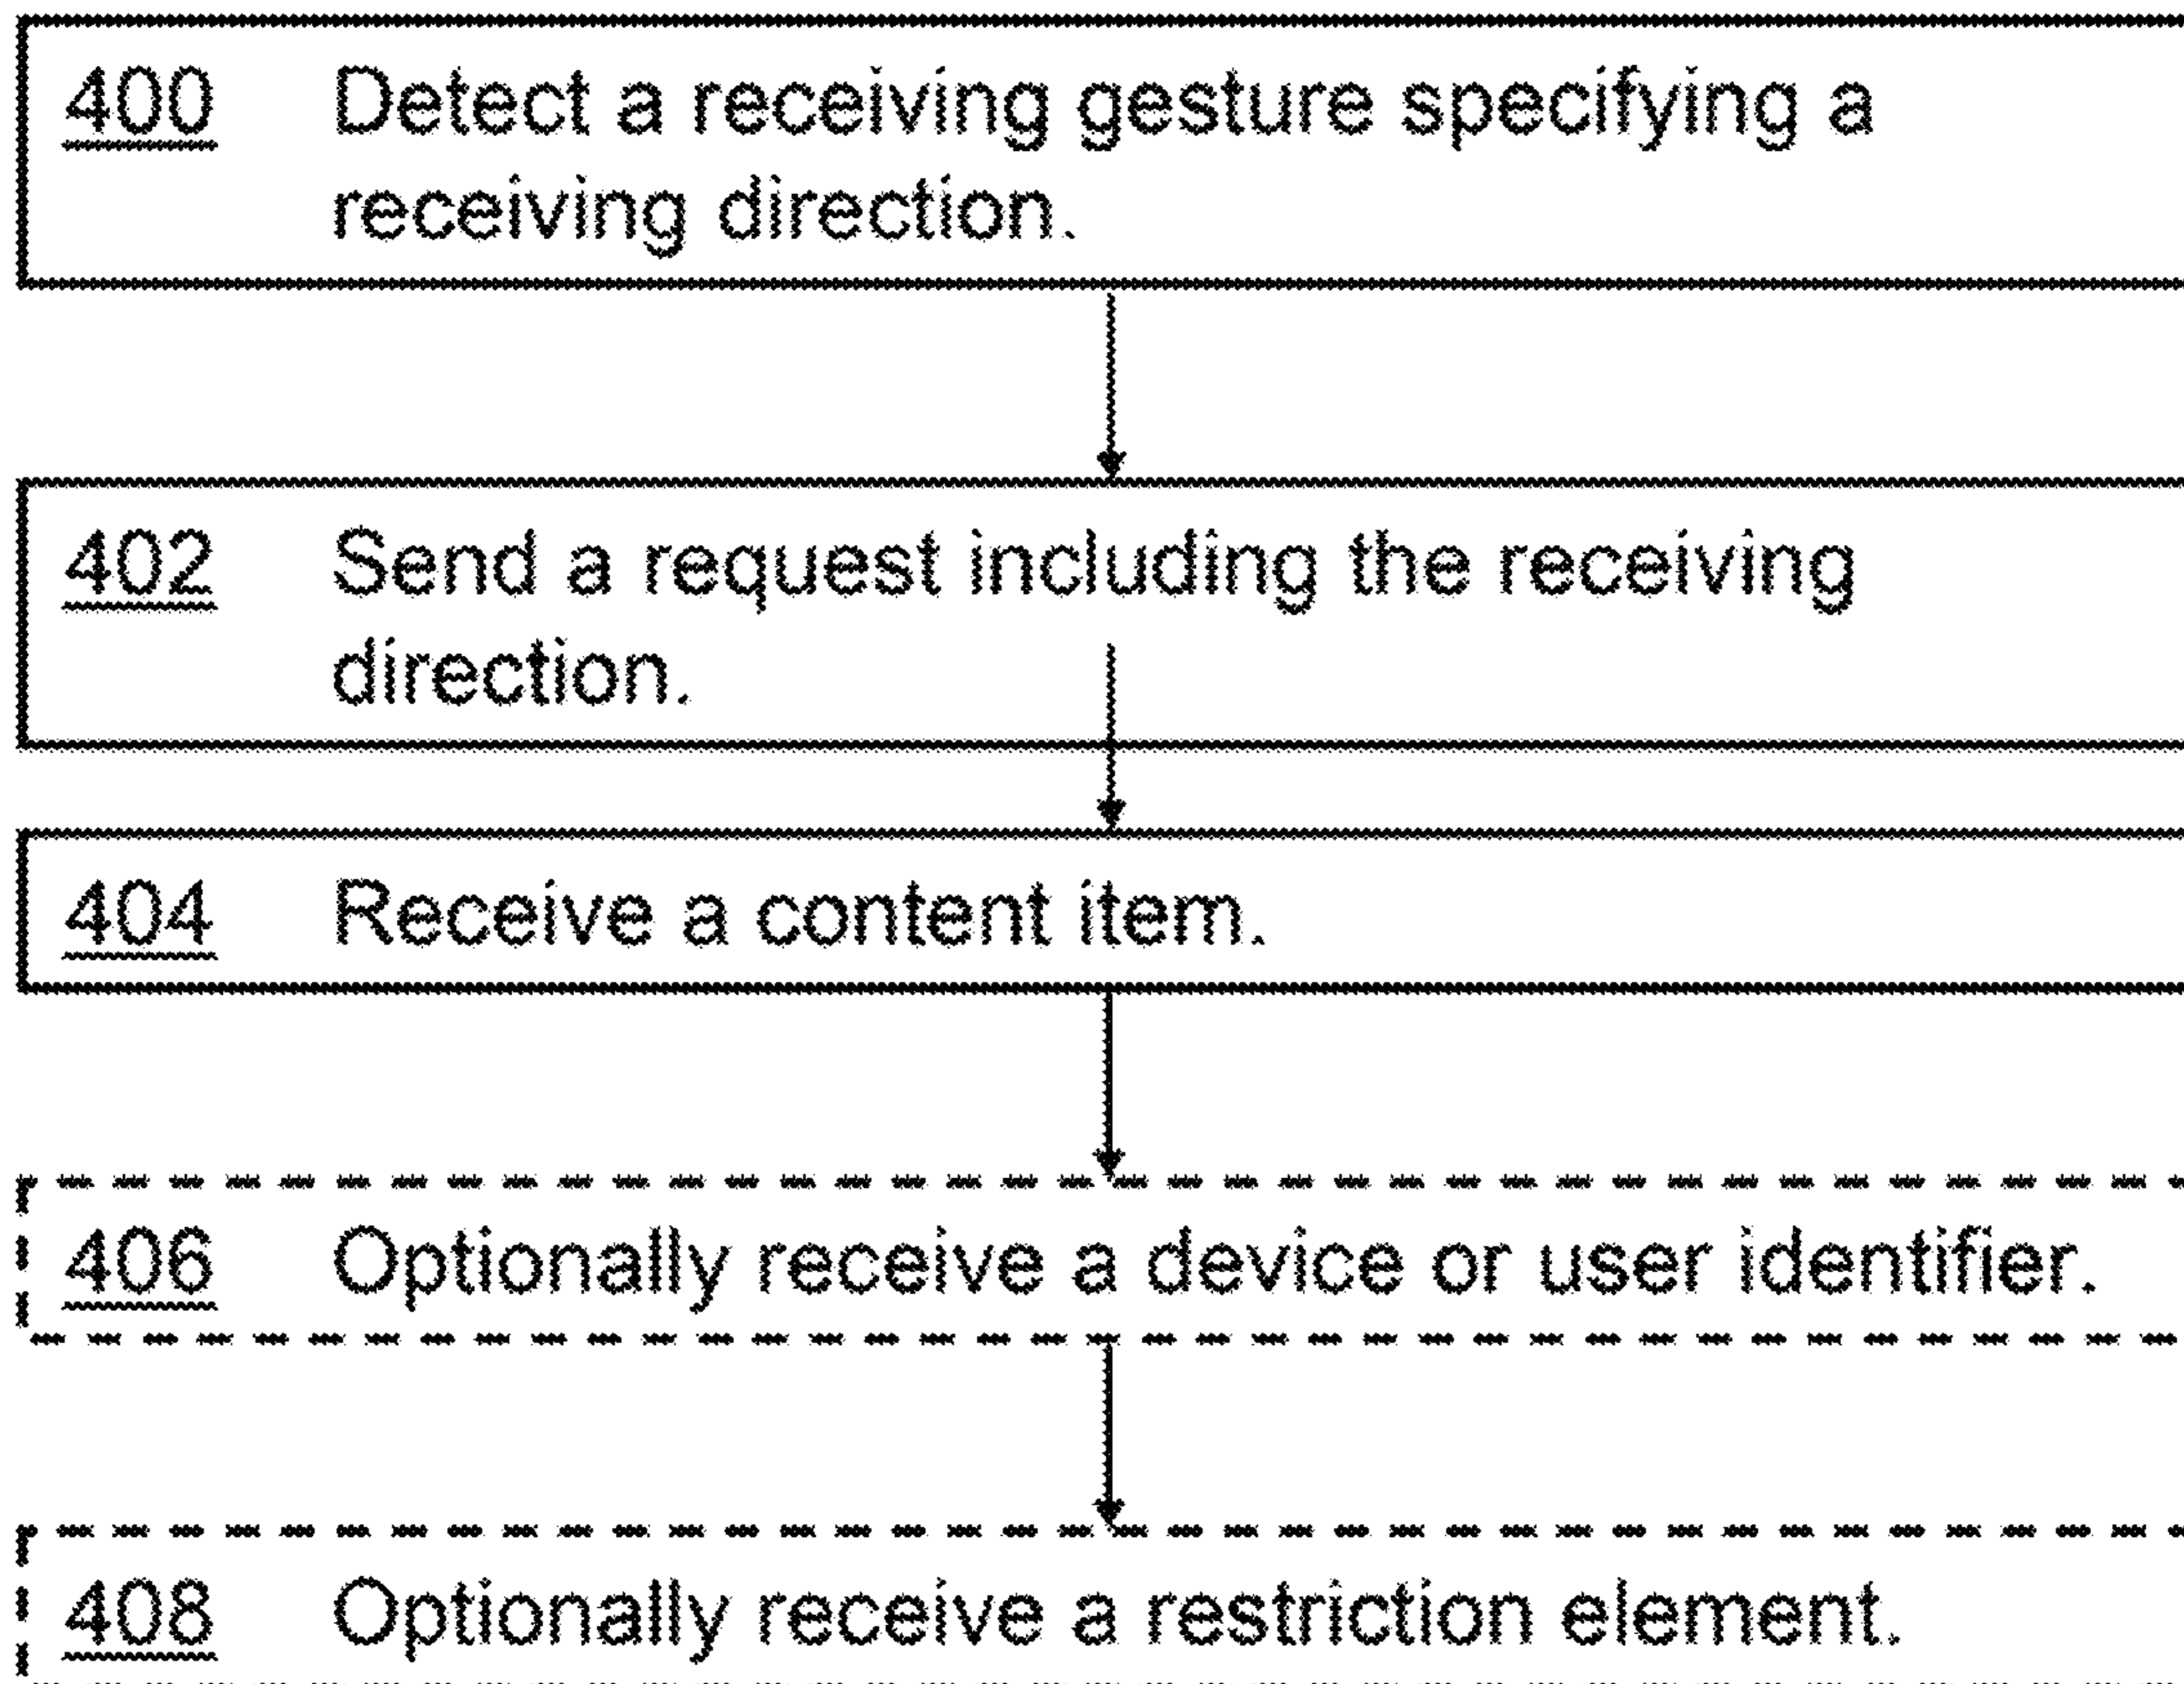 400 Detect a receiving gesture specifying a
receiving direction.
402 Send a request including the receiving
direction.
404 Receive a content item.
406 Optionally receive a device or user identifier.
408 Optionally receive a restriction element.